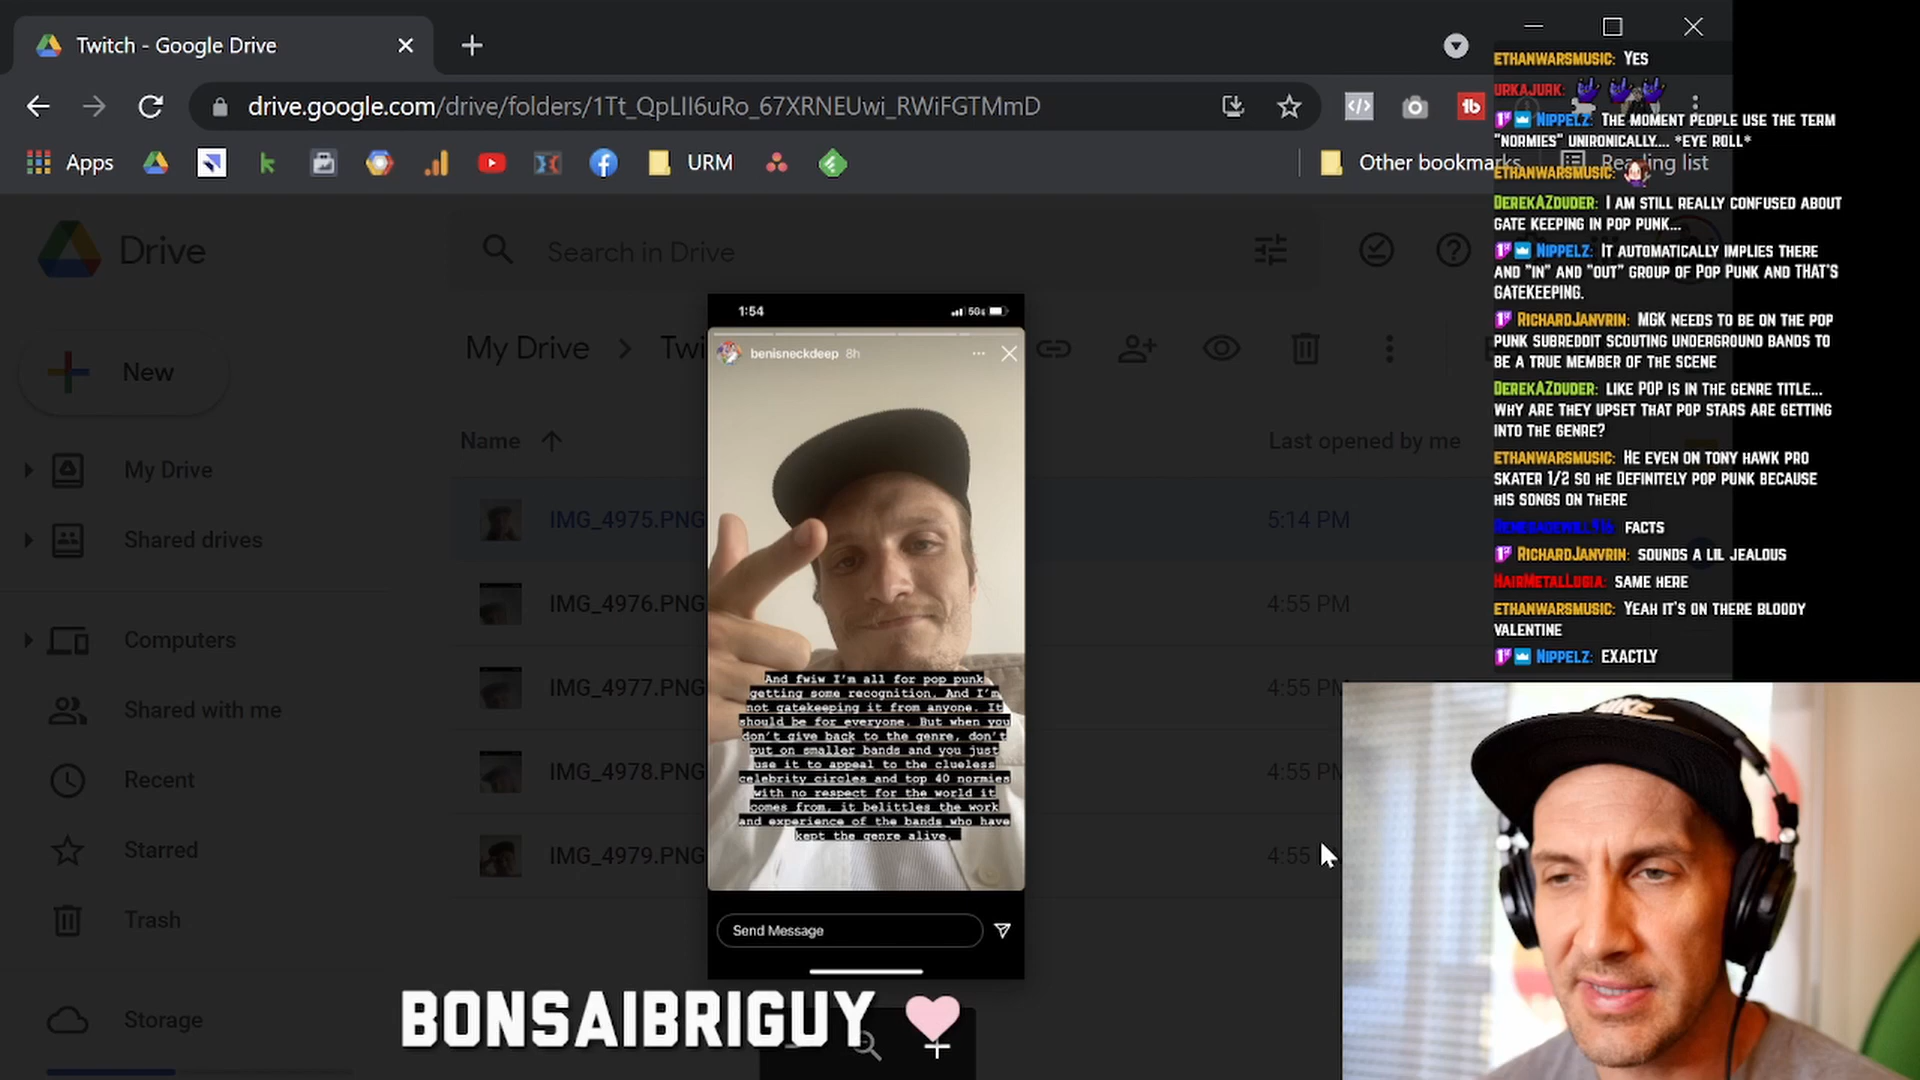 Twitch - Google Drive
drive.google.com/drive/folders/1Tt_QpLII6uRo_67XRNEUwi_RWiFGTMmD
Apps
URM
Other bookmarks
Reading list
Drive
Search in Drive
New
My Drive
Name
Last opened by me
My Drive
Shared drives
Computers
Shared with me
Recent
Starred
Trash
Storage
IMG_4975.PNG
5:14 PM
IMG_4976.PNG
4:55 PM
IMG_4977.PNG
4:55 PM
IMG_4978.PNG
4:55 PM
IMG_4979.PNG
4:55
1:54
5G
benisneckdeep 8h
And fwiw I'm all for pop punk
getting some recognition. And I'm
not gatekeeping it from anyone. It
should be for everyone. But when you
don't give back to the genre, don't
put on smaller bands and you just
use it to appeal to the clueless
celebrity circles and top 40 normies
with no respect for the world it
comes from, it belittles the work
and experience of the bands who have
kept the genre alive.
Send Message
BONSAIBRIGUY
ETHANWARSMUSIC: YES
URKAJURK:
NIPPELZ: THE MOMENT PEOPLE USE THE TERM
"NORMIES" UNIRONICALLY.... *EYE ROLL*
ETHANWARSMUSIC:
DEREKAZDUDER: I AM STILL REALLY CONFUSED ABOUT
GATE KEEPING IN POP PUNK...
NIPPELZ: IT AUTOMATICALLY IMPLIES THERE
AND "IN" AND "OUT" GROUP OF POP PUNK AND THAT'S
GATEKEEPING.
RICHARDJANVRIN: MGK NEEDS TO BE ON THE POP
PUNK SUBREDDIT SCOUTING UNDERGROUND BANDS TO
BE A TRUE MEMBER OF THE SCENE
DEREKAZDUDER: LIKE POP IS IN THE GENRE TITLE...
WHY ARE THEY UPSET THAT POP STARS ARE GETTING
INTO THE GENRE?
ETHANWARSMUSIC: HE EVEN ON TONY HAWK PRO
SKATER 1/2 SO HE DEFINITELY POP PUNK BECAUSE
HIS SONGS ON THERE
FACTS
RICHARDJANVRIN: SOUNDS A LIL JEALOUS
HAIRMETALLUGIA: SAME HERE
ETHANWARSMUSIC: YEAH IT'S ON THERE BLOODY
VALENTINE
NIPPELZ: EXACTLY